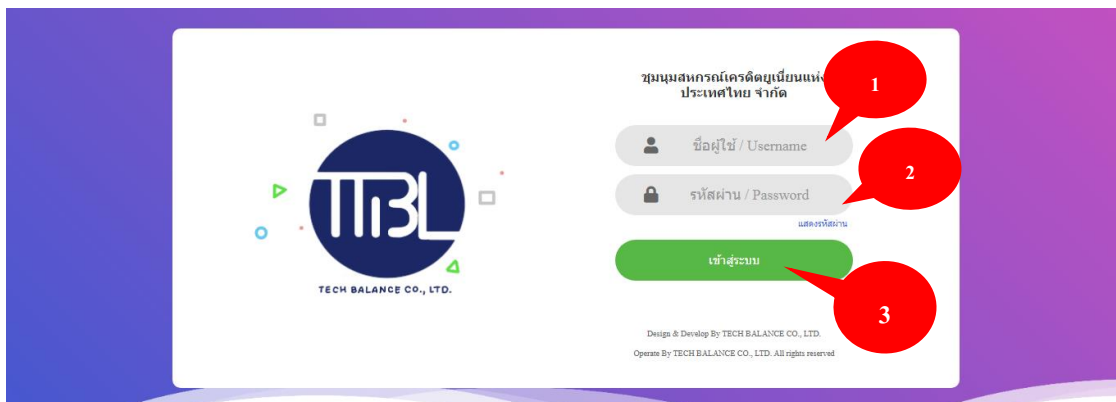 TTBL
TECH BALANCE CO., LTD.
ชุมนุมสหกรณ์เครดิตยูเนี่ยนแห่ง
ประเทศไทย จำกัด
1
ชื่อผู้ใช้ / Username
2
รหัสผ่าน / Password
แสดงรหัสผ่าน
เข้าสู่ระบบ
3
Design & Develop By TECH BALANCE CO., LTD.
Operate By TECH BALANCE CO., LTD. All rights reserved